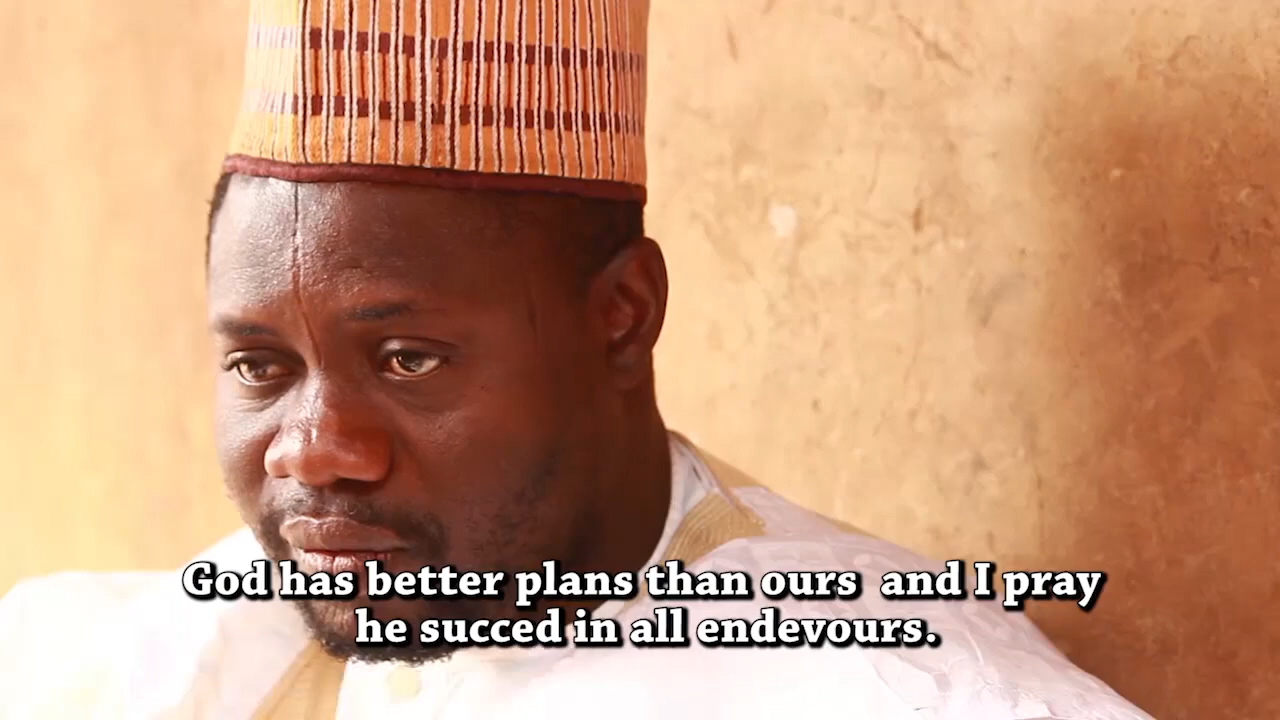 God has better plans than ours  and I pray
he succed in all endevours.